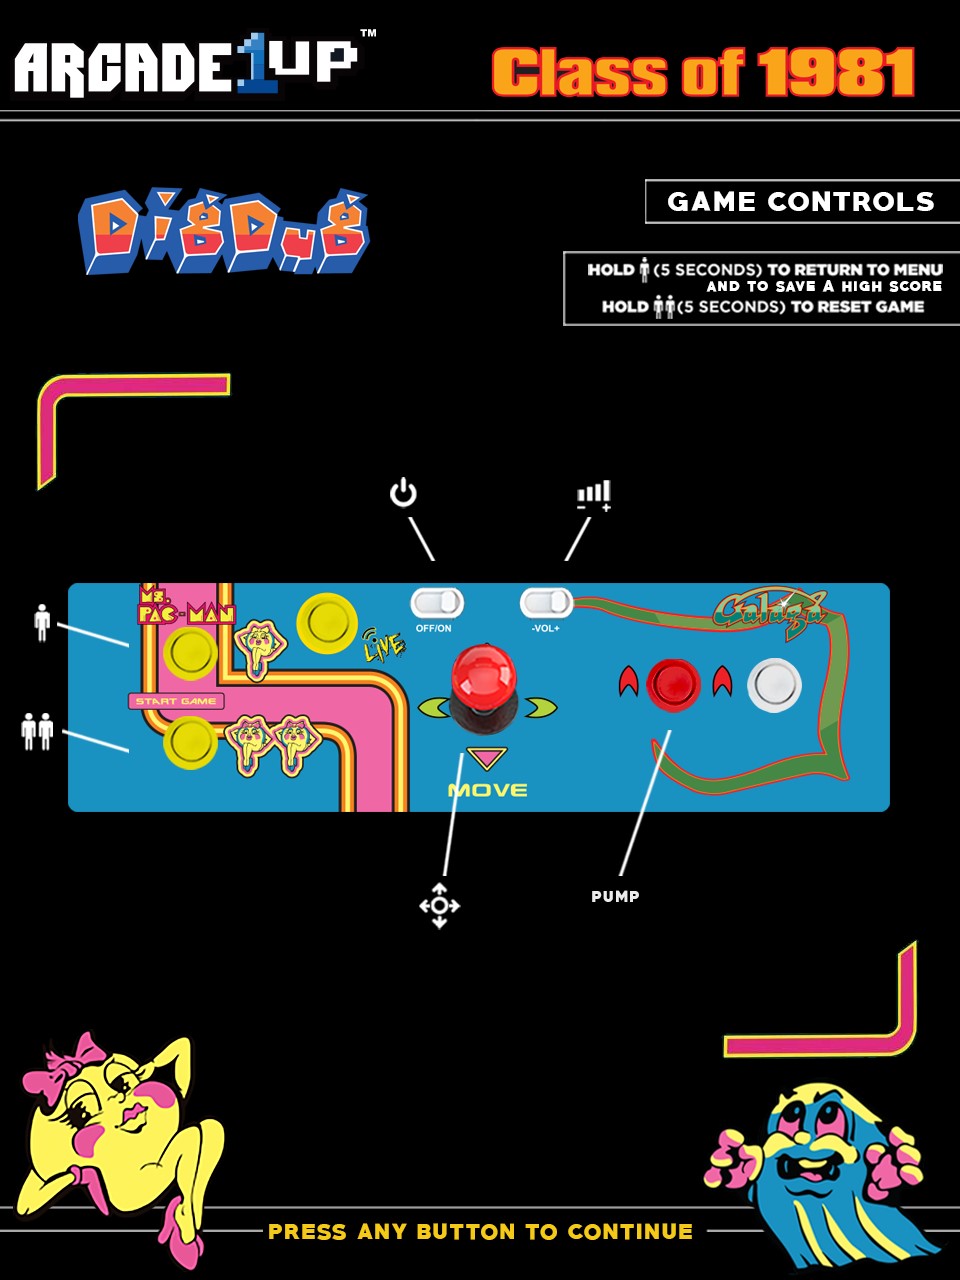 ARCADE1UP™
Class of 1981
DigDug
GAME CONTROLS
HOLD (5 SECONDS) TO RETURN TO MENU
AND TO SAVE A HIGH SCORE
HOLD (5 SECONDS) TO RESET GAME
- +
Ms.
PAC-MAN
LIVE
OFF/ON
-VOL+
Galaga
START GAME
MOVE
PUMP
PRESS ANY BUTTON TO CONTINUE